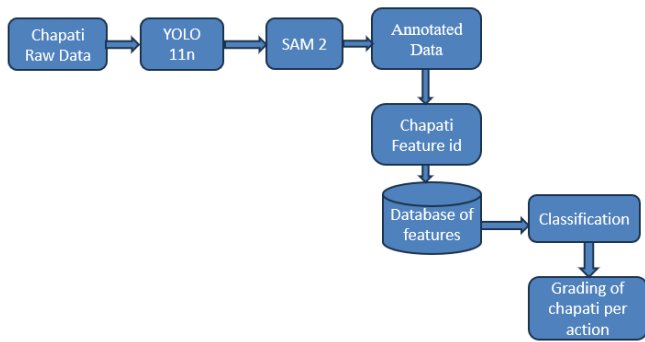 Chapati
Raw Data
YOLO
11n
SAM 2
Annotated
Data
Chapati
Feature id
Database of
features
Classification
Grading of
chapati per
action